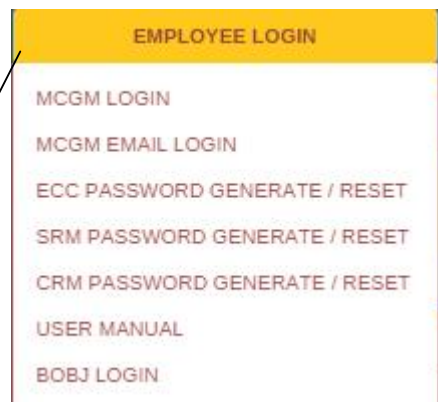 EMPLOYEE LOGIN
MCGM LOGIN
MCGM EMAIL LOGIN
ECC PASSWORD GENERATE / RESET
SRM PASSWORD GENERATE / RESET
CRM PASSWORD GENERATE / RESET
USER MANUAL
BOBJ LOGIN